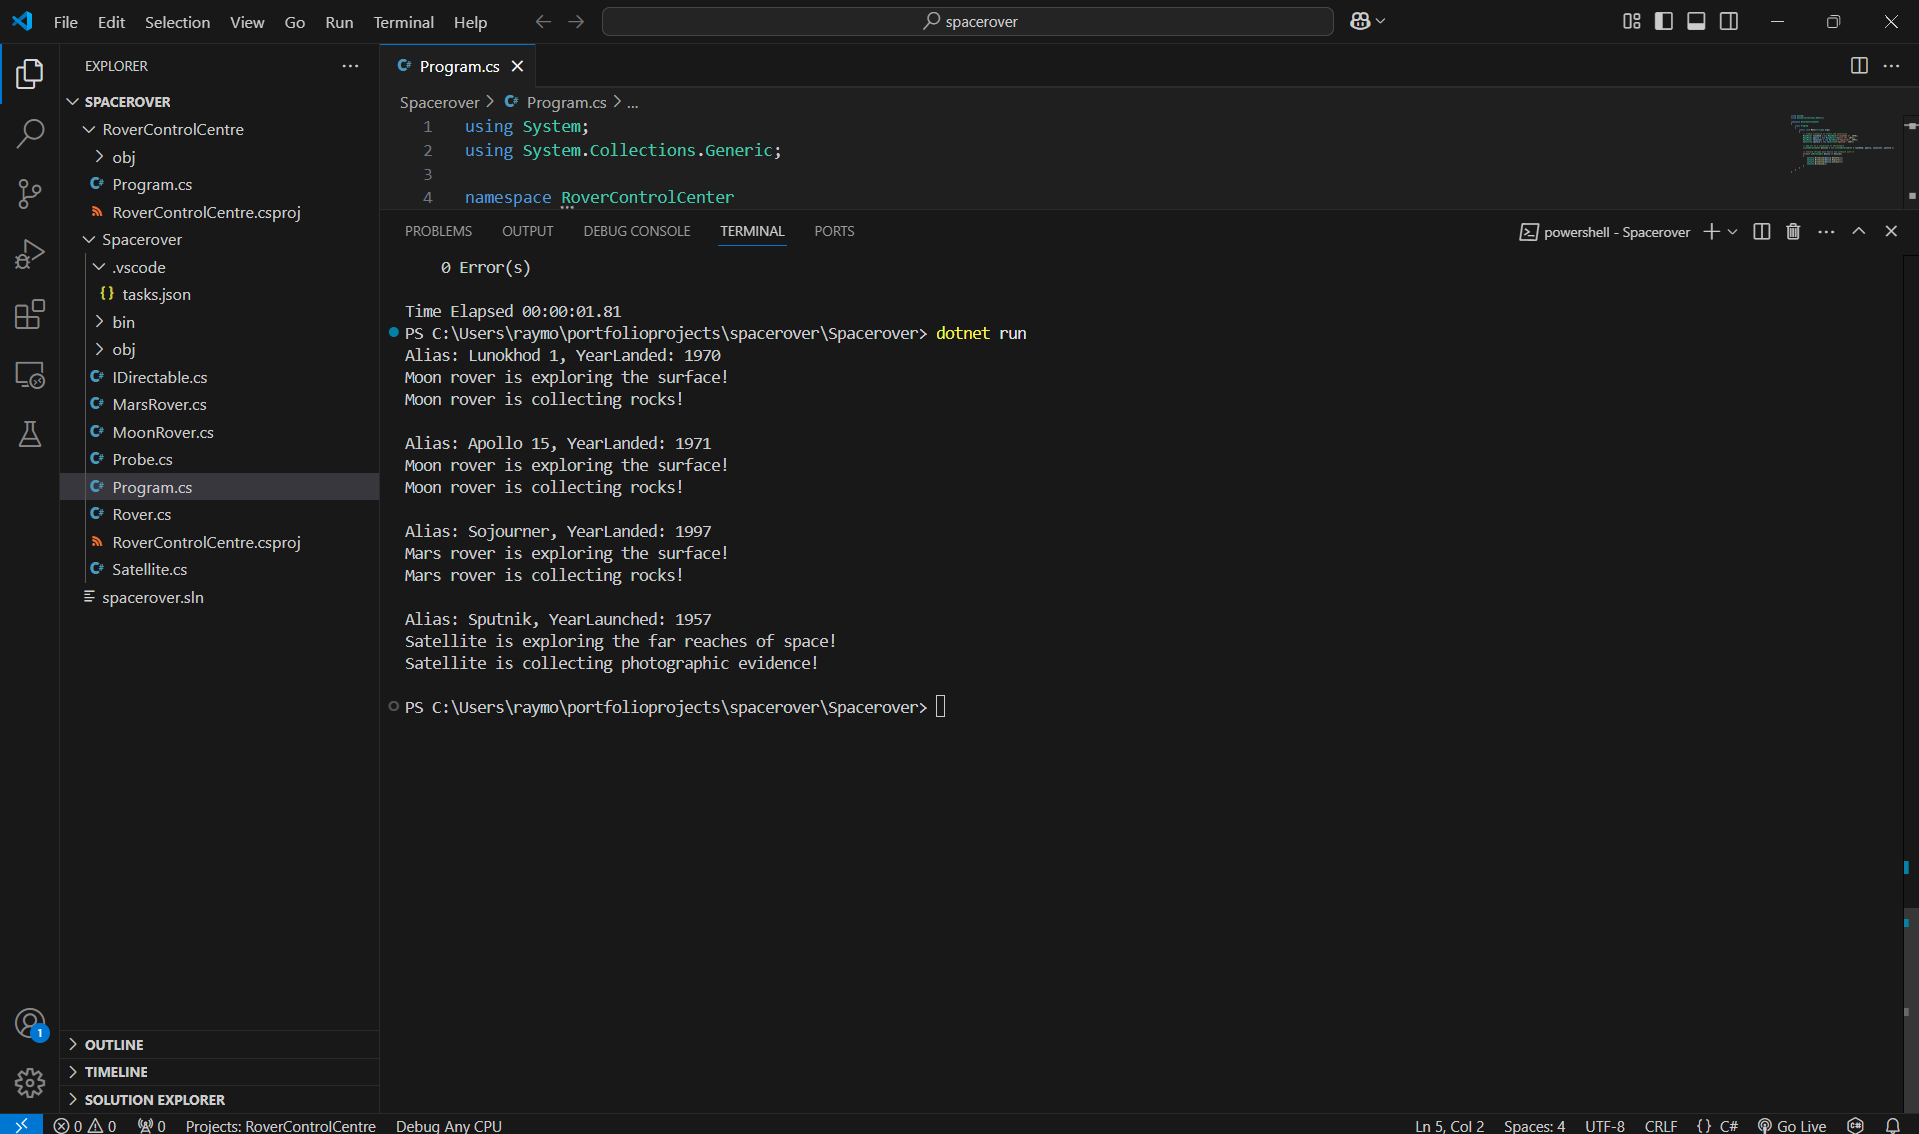 File Edit Selection View Go Run Terminal Help
spacerover
EXPLORER
SPACEROVER
RoverControlCentre
obj
Program.cs
RoverControlCentre.csproj
Spacerover
.vscode
tasks.json
bin
obj
IDirectable.cs
MarsRover.cs
MoonRover.cs
Probe.cs
Program.cs
Rover.cs
RoverControlCentre.csproj
Satellite.cs
spacerover.sln
OUTLINE
TIMELINE
SOLUTION EXPLORER
1
Program.cs
Spacerover > Program.cs > ...
1 using System;
2 using System.Collections.Generic;
3
4 namespace RoverControlCenter
PROBLEMS OUTPUT DEBUG CONSOLE TERMINAL PORTS
powershell - Spacerover
0 Error(s)
Time Elapsed 00:00:01.81
PS C:\Users\raymo\portfolioprojects\spacerover\Spacerover> dotnet run
Alias: Lunokhod 1, YearLanded: 1970
Moon rover is exploring the surface!
Moon rover is collecting rocks!
Alias: Apollo 15, YearLanded: 1971
Moon rover is exploring the surface!
Moon rover is collecting rocks!
Alias: Sojourner, YearLanded: 1997
Mars rover is exploring the surface!
Mars rover is collecting rocks!
Alias: Sputnik, YearLaunched: 1957
Satellite is exploring the far reaches of space!
Satellite is collecting photographic evidence!
PS C:\Users\raymo\portfolioprojects\spacerover\Spacerover>
0 0 0 Projects: RoverControlCentre Debug Any CPU Ln 5, Col 2 Spaces: 4 UTF-8 CRLF {} C# Go Live